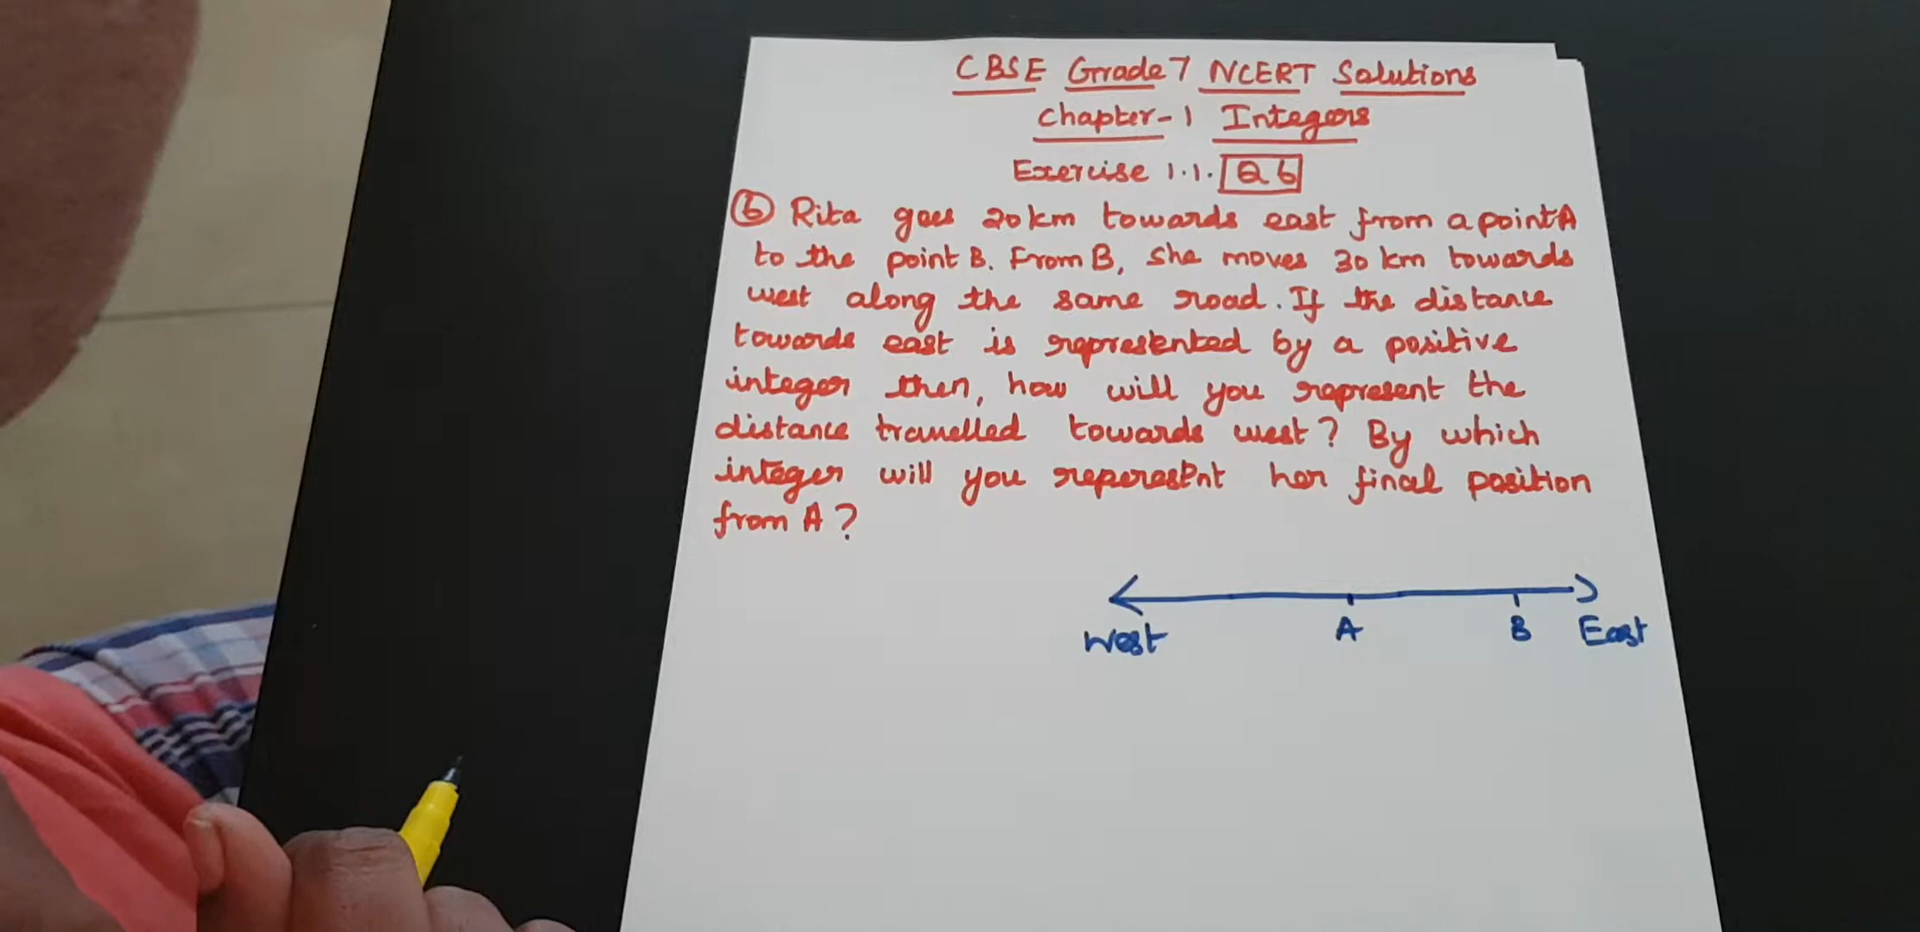 CBSE Grade 7 NCERT Solutions
Chapter-1 Integers
Exercise 1.1. Q6
6 Rita goes 20 km towards east from a point A
to the point B. From B, she moves 30 km towards
west along the same road. If the distance
towards east is represented by a positive
integer then, how will you represent the
distance travelled towards west? By which
integer will you reperesent her final position
from A?
West A B East